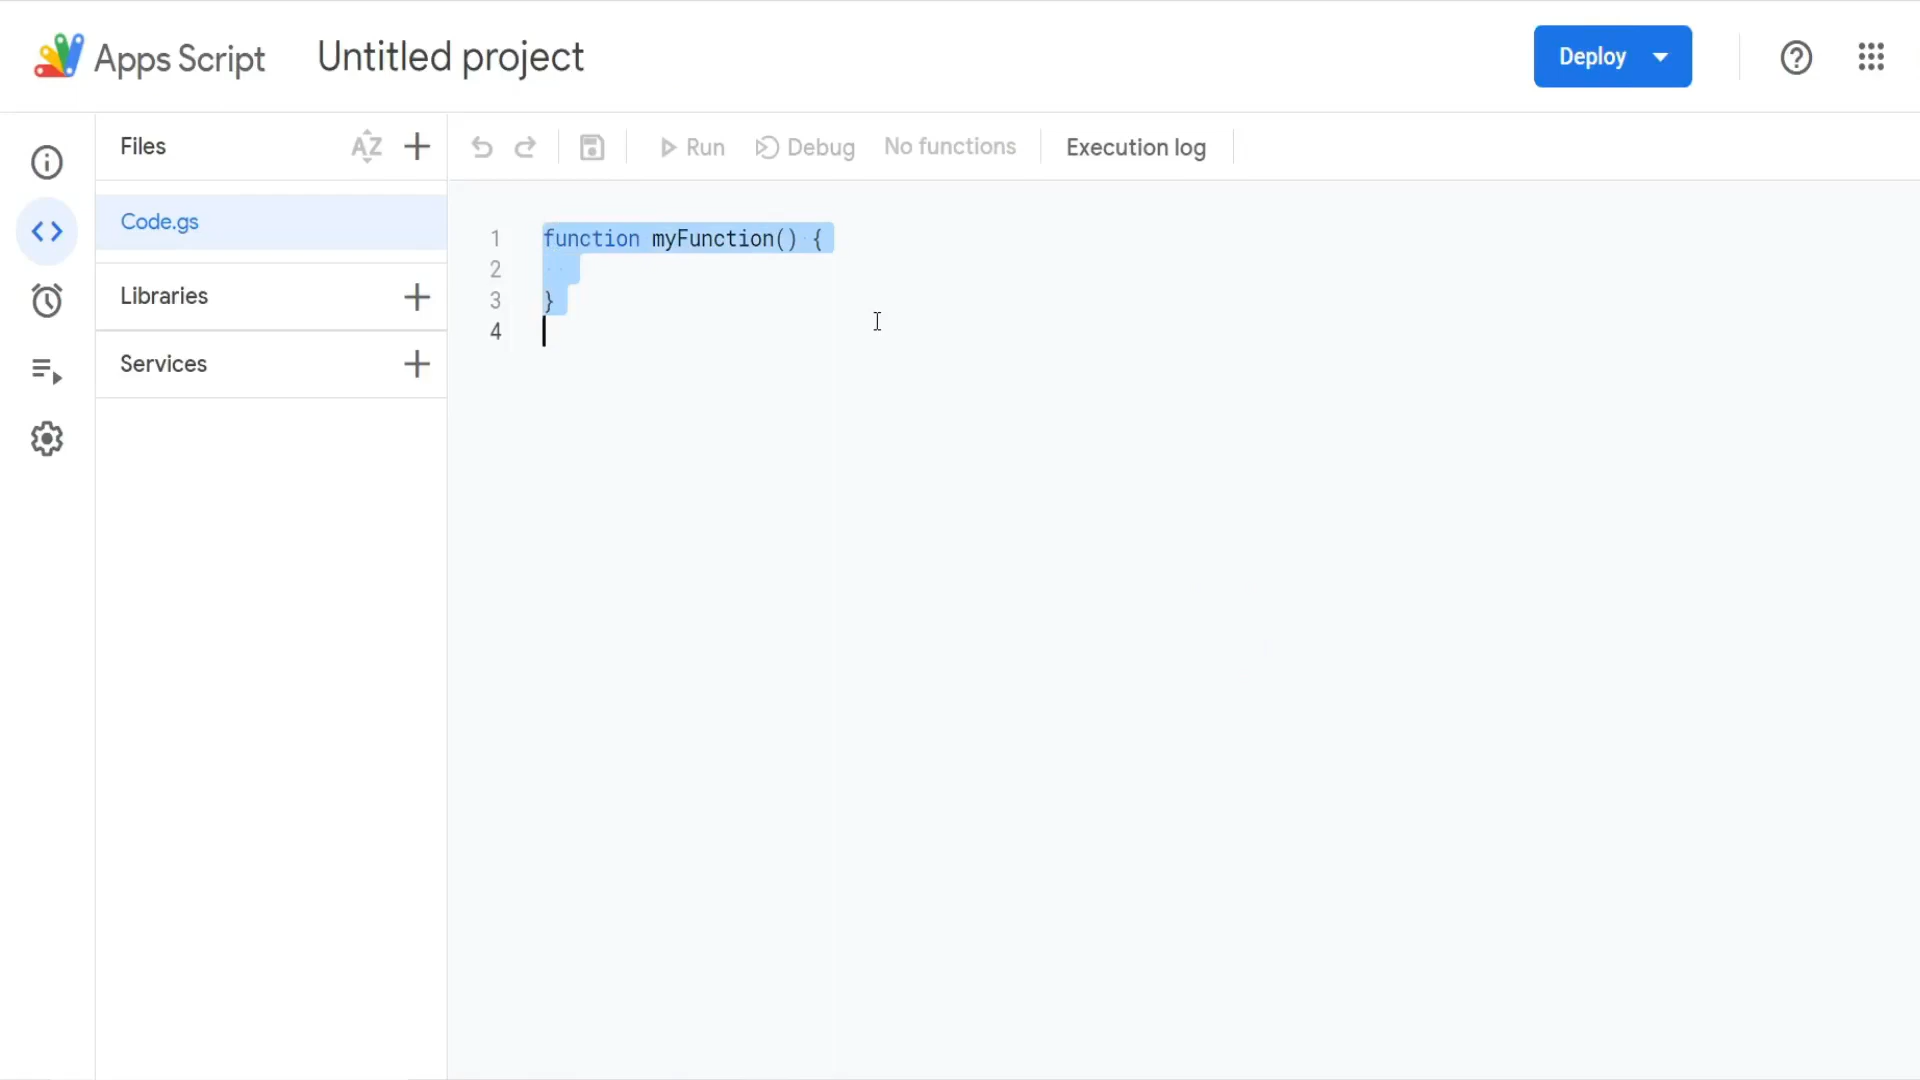 Apps Script Untitled project Deploy
Files AZ Run Debug No functions Execution log
Code.gs
Libraries
Services
1 function myFunction() {
2
3 }
4